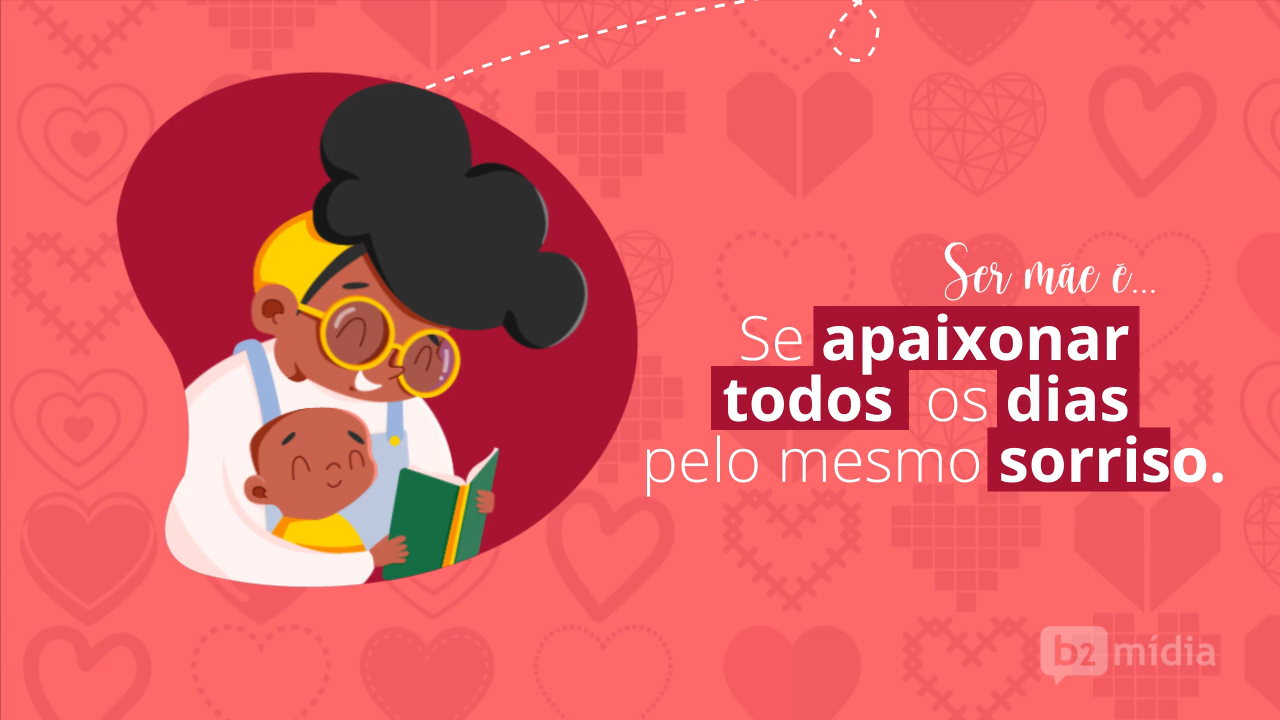 Ser mãe é...
Se apaixonar
todos os dias
pelo mesmo sorriso.
b2 mídia